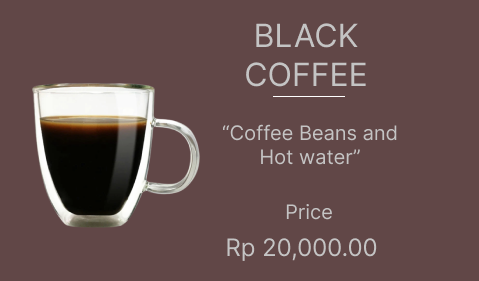 BLACK
COFFEE
“Coffee Beans and
Hot water”
Price
Rp 20,000.00